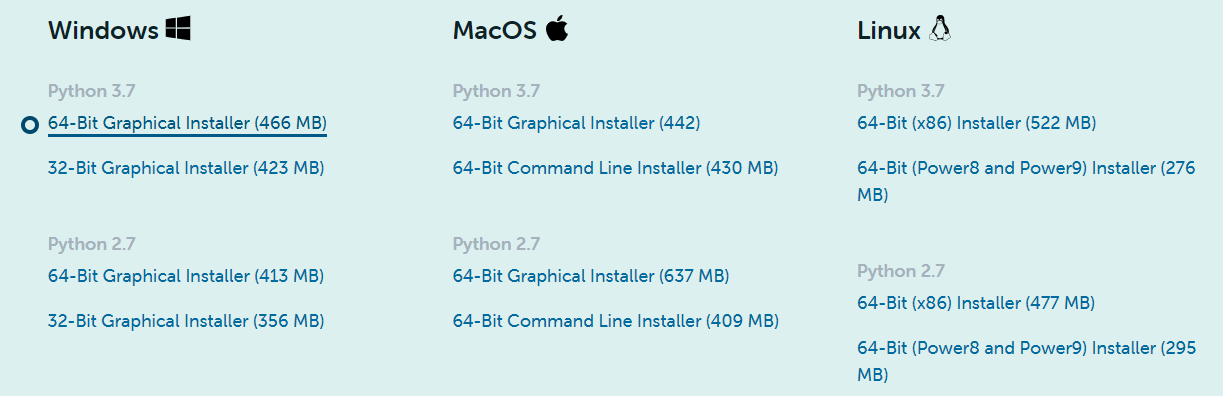 Windows
Python 3.7
64-Bit Graphical Installer (466 MB)
32-Bit Graphical Installer (423 MB)
Python 2.7
64-Bit Graphical Installer (413 MB)
32-Bit Graphical Installer (356 MB)
MacOS
Python 3.7
64-Bit Graphical Installer (442)
64-Bit Command Line Installer (430 MB)
Python 2.7
64-Bit Graphical Installer (637 MB)
64-Bit Command Line Installer (409 MB)
Linux
Python 3.7
64-Bit (x86) Installer (522 MB)
64-Bit (Power8 and Power9) Installer (276
MB)
Python 2.7
64-Bit (x86) Installer (477 MB)
64-Bit (Power8 and Power9) Installer (295
MB)